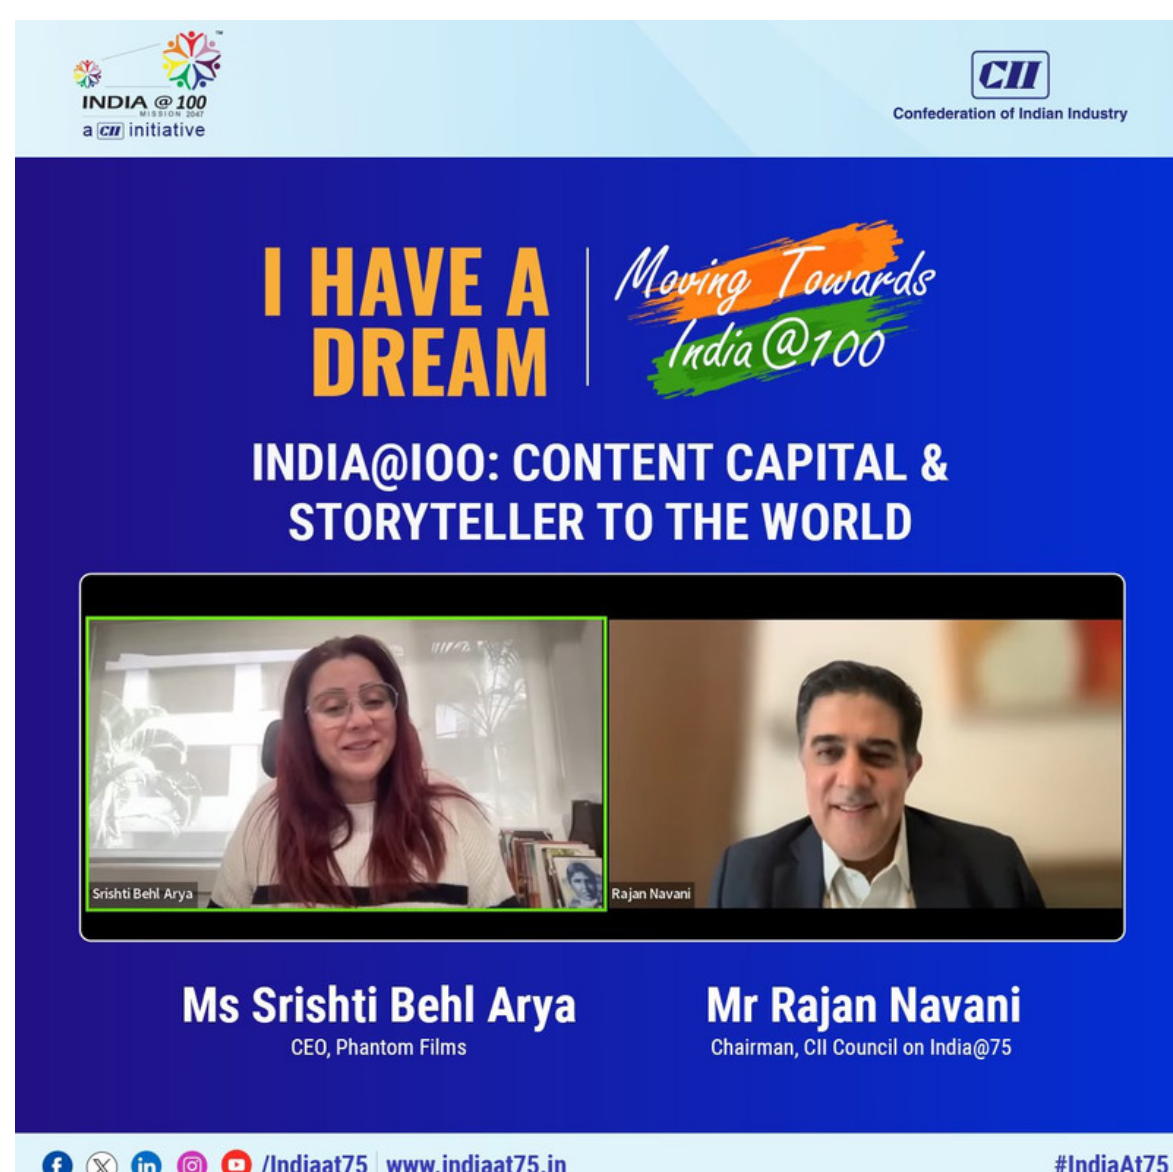 INDIA @ 100
MISSION 2047
a CII initiative
TM
CII
Confederation of Indian Industry
I HAVE A
DREAM
Moving Towards
India@100
INDIA@IOO: CONTENT CAPITAL &
STORYTELLER TO THE WORLD
Srishti Behl Arya
Rajan Navani
Ms Srishti Behl Arya
CEO, Phantom Films
Mr Rajan Navani
Chairman, CII Council on India@75
/Indiaat75 | www.indiaat75.in
#IndiaAt75